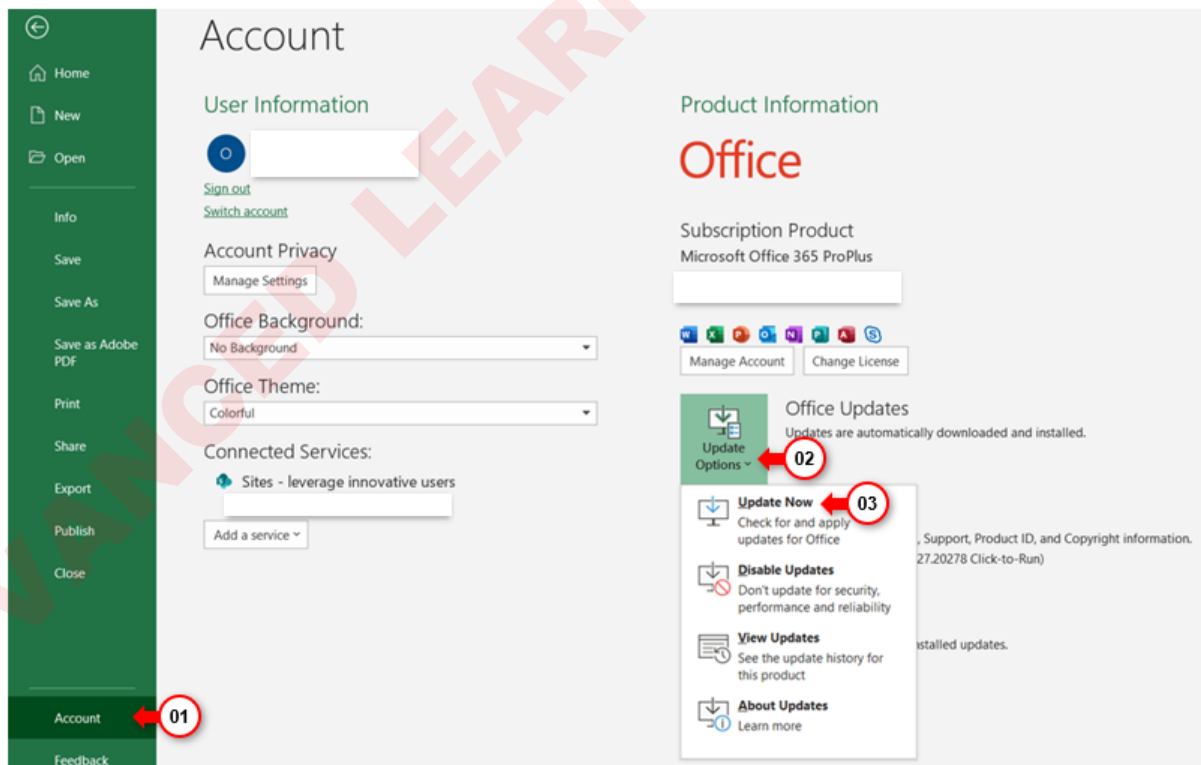 Account
Home
New
Open
Info
Save
Save As
Save as Adobe
PDF
Print
Share
Export
Publish
Close
Account
01
Feedback
User Information
O
Sign out
Switch account
Account Privacy
Manage Settings
Office Background:
No Background
Office Theme:
Colorful
Connected Services:
Sites - leverage innovative users
Add a service
Product Information
Office
Subscription Product
Microsoft Office 365 ProPlus
Manage Account
Change License
Update
Options
02
Office Updates
Updates are automatically downloaded and installed.
Update Now
03
Check for and apply
updates for Office
Disable Updates
Don't update for security,
performance and reliability
View Updates
See the update history for
this product
About Updates
Learn more
, Support, Product ID, and Copyright information.
27.20278 Click-to-Run)
installed updates.
VANCED LEAR